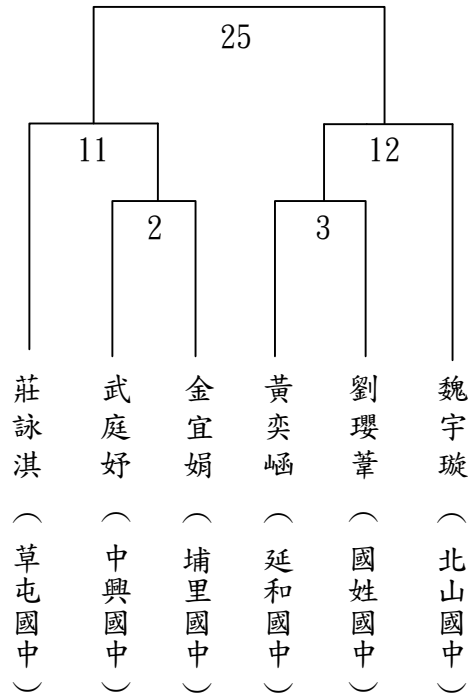 25
11
12
2
3
莊詠淇（草屯國中）
武庭妤（中興國中）
金宜娟（埔里國中）
黃奕崡（延和國中）
劉瓔葦（國姓國中）
魏宇璇（北山國中）